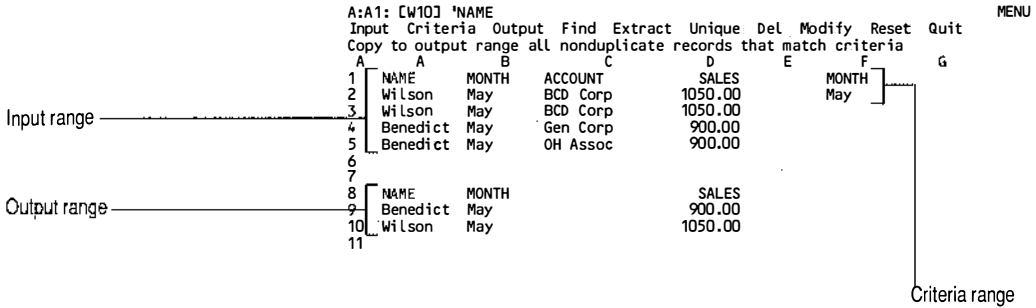 A:A1: [W10] 'NAME MENU
Input Criteria Output Find Extract Unique Del Modify Reset Quit
Copy to output range all nonduplicate records that match criteria
A A B C D E F G
1 NAME MONTH ACCOUNT SALES MONTH
2 Wilson May BCD Corp 1050.00 May
3 Wilson May BCD Corp 1050.00
Input range
4 Benedict May Gen Corp 900.00
5 Benedict May OH Assoc 900.00
6
7
8 NAME MONTH SALES
Output range
9 Benedict May 900.00
10 Wilson May 1050.00
11
Criteria range